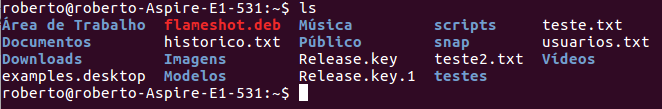 roberto@roberto-Aspire-E1-531:~$ ls
Área de Trabalho flameshot.deb Música scripts teste.txt
Documentos historico.txt Público snap usuarios.txt
Downloads Imagens Release.key teste2.txt Vídeos
examples.desktop Modelos Release.key.1 testes
roberto@roberto-Aspire-E1-531:~$